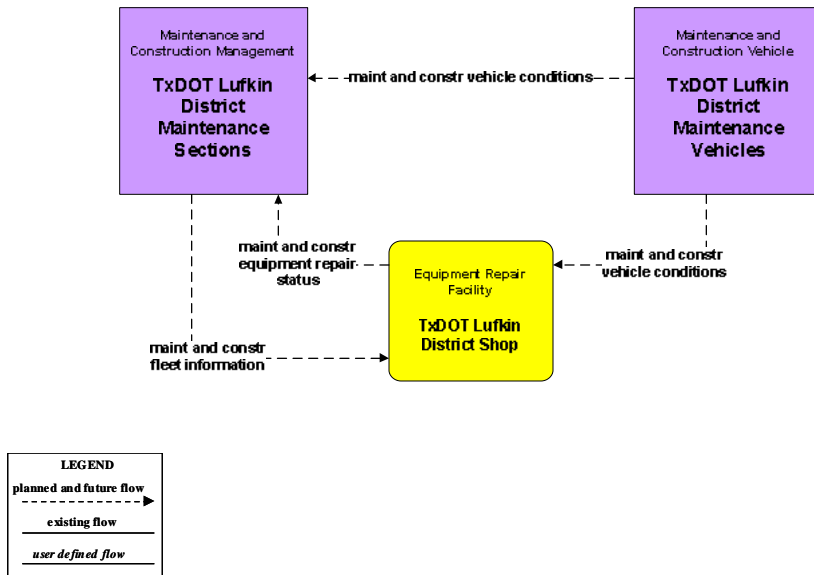 Maintenance and
Construction Management
TxDOT Lufkin
District
Maintenance
Sections
Maintenance and
Construction Vehicle
TxDOT Lufkin
District
Maintenance
Vehicles
maint and constr vehicle conditions
maint and constr
equipment repair
status
maint and constr
vehicle conditions
Equipment Repair
Facility
TxDOT Lufkin
District Shop
maint and constr
fleet information
LEGEND
planned and future flow
existing flow
user defined flow